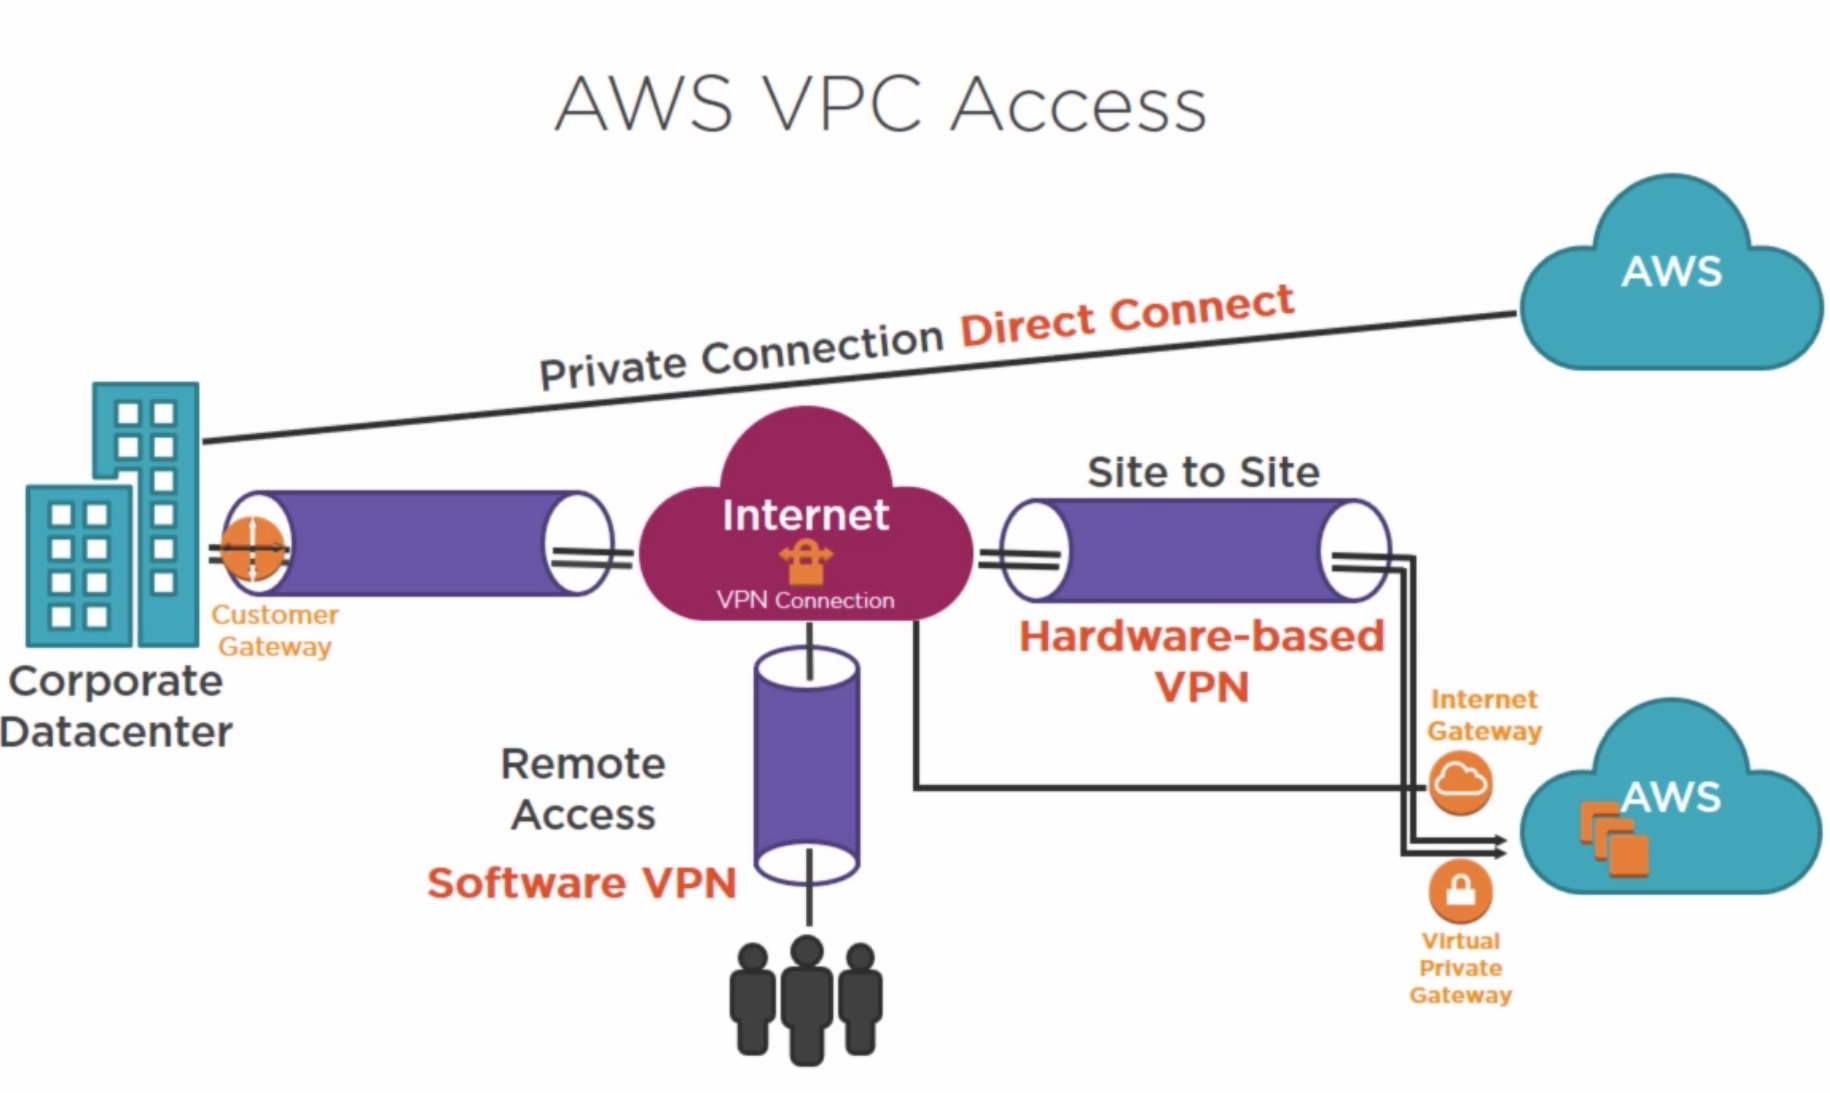 AWS VPC Access
AWS
Private Connection Direct Connect
Internet
VPN Connection
Site to Site
Hardware-based
VPN
Customer
Gateway
Corporate
Datacenter
Remote
Access
Software VPN
Internet
Gateway
AWS
Virtual
Private
Gateway